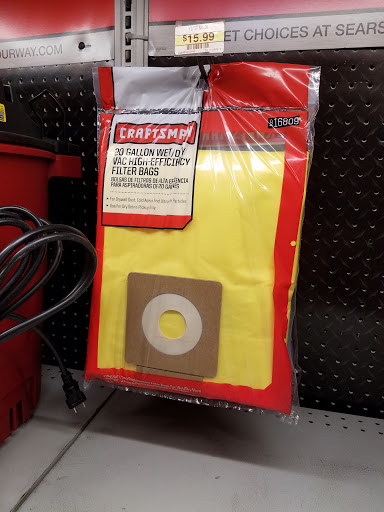 OURWAY.COM
$15.99
ET CHOICES AT SEARS
CRAFTSMAN
916809
20 GALLON WET/DRY
VAC HIGH-EFFICIENCY
FILTER BAGS
BOLSAS DE FILTROS DE ALTA EFICIENCIA
PARA ASPIRADORAS DE 20 GALONES